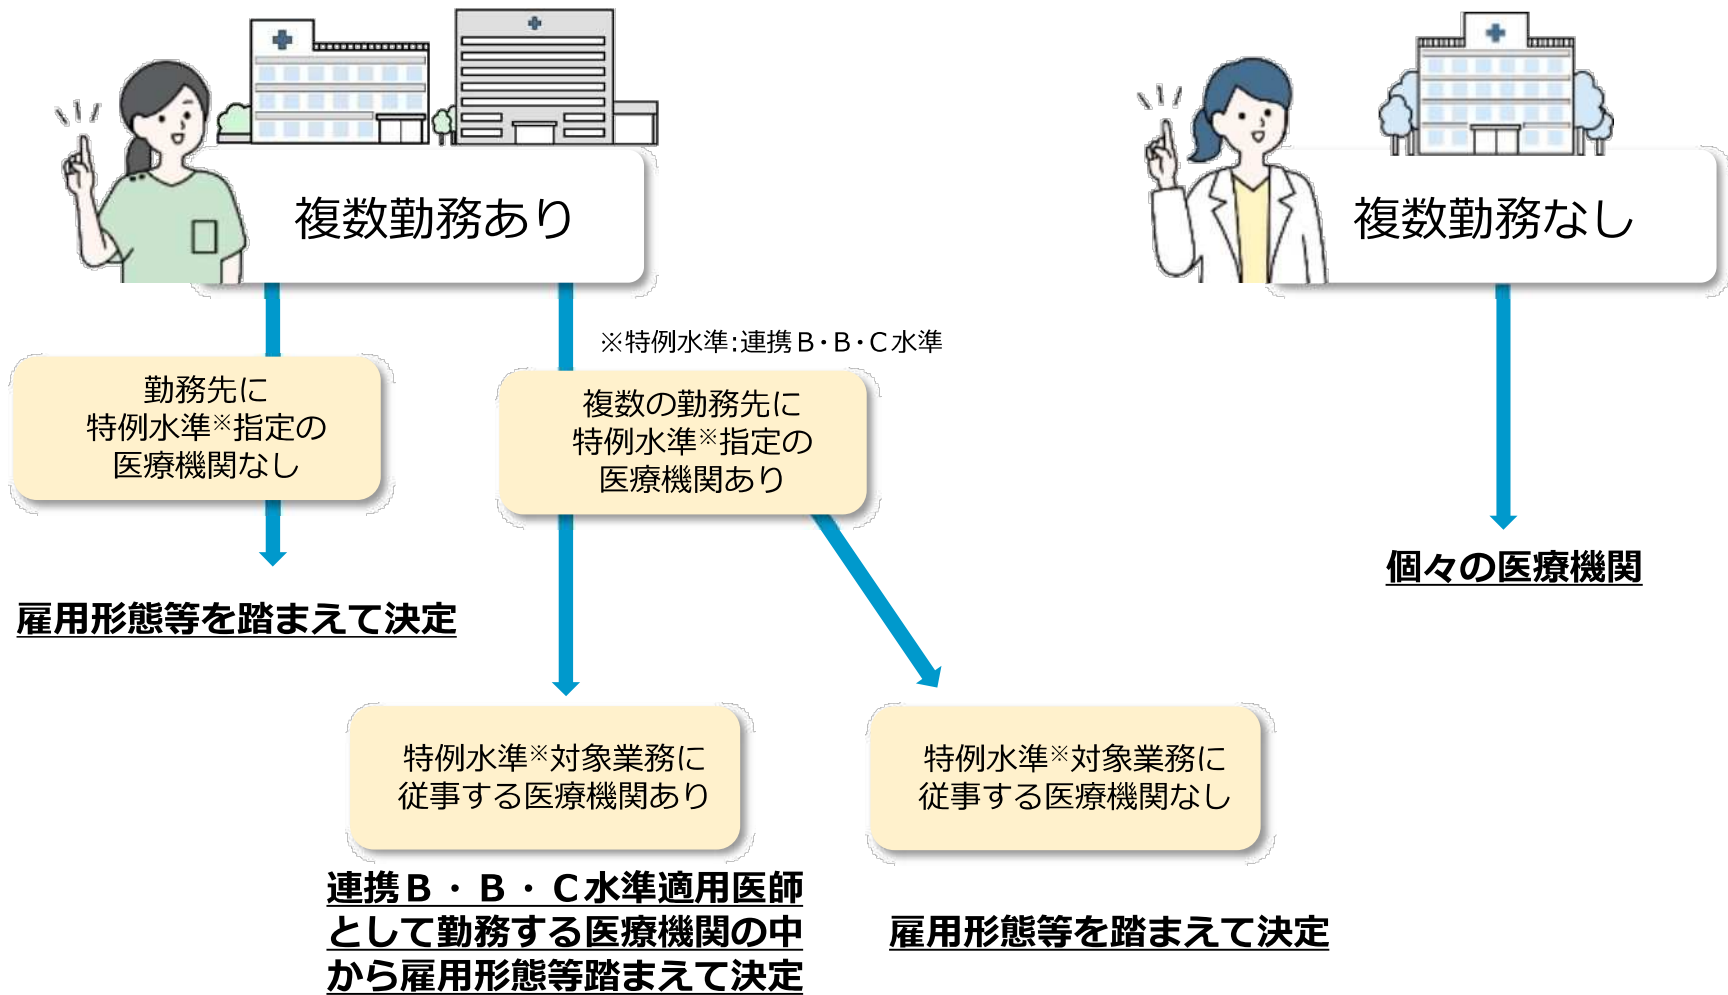 複数勤務あり
複数勤務なし
※特例水準:連携B・B・C水準
勤務先に
特例水準※指定の
医療機関なし
複数の勤務先に
特例水準※指定の
医療機関あり
個々の医療機関
雇用形態等を踏まえて決定
特例水準※対象業務に
従事する医療機関あり
特例水準※対象業務に
従事する医療機関なし
連携B・B・C水準適用医師
として勤務する医療機関の中
から雇用形態等踏まえて決定
雇用形態等を踏まえて決定